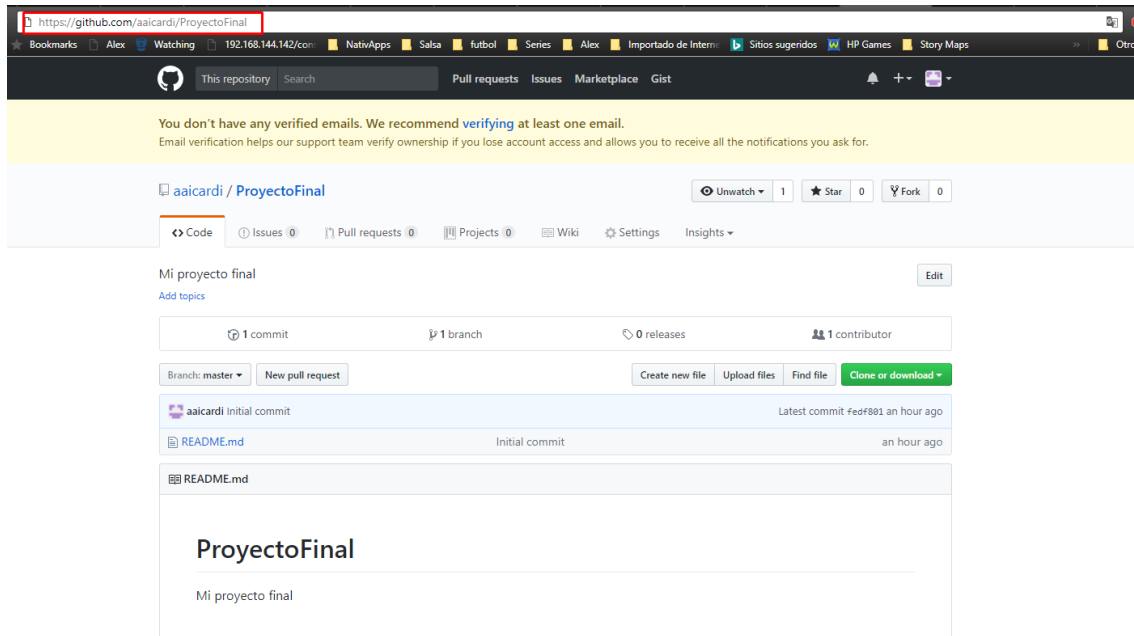 https://github.com/aaicardi/ProyectoFinal
Bookmarks Alex Watching 192.168.144.142/con: NativApps Salsa futbol Series Alex Importado de Interne Sitios sugeridos HP Games Story Maps » Otro
This repository Search Pull requests Issues Marketplace Gist
You don't have any verified emails. We recommend verifying at least one email.
Email verification helps our support team verify ownership if you lose account access and allows you to receive all the notifications you ask for.
aaicardi / ProyectoFinal Unwatch 1 Star 0 Fork 0
Code Issues 0 Pull requests 0 Projects 0 Wiki Settings Insights
Mi proyecto final Edit
Add topics
1 commit 1 branch 0 releases 1 contributor
Branch: master New pull request Create new file Upload files Find file Clone or download
aaicardi Initial commit Latest commit fedf801 an hour ago
README.md Initial commit an hour ago
README.md
ProyectoFinal
Mi proyecto final